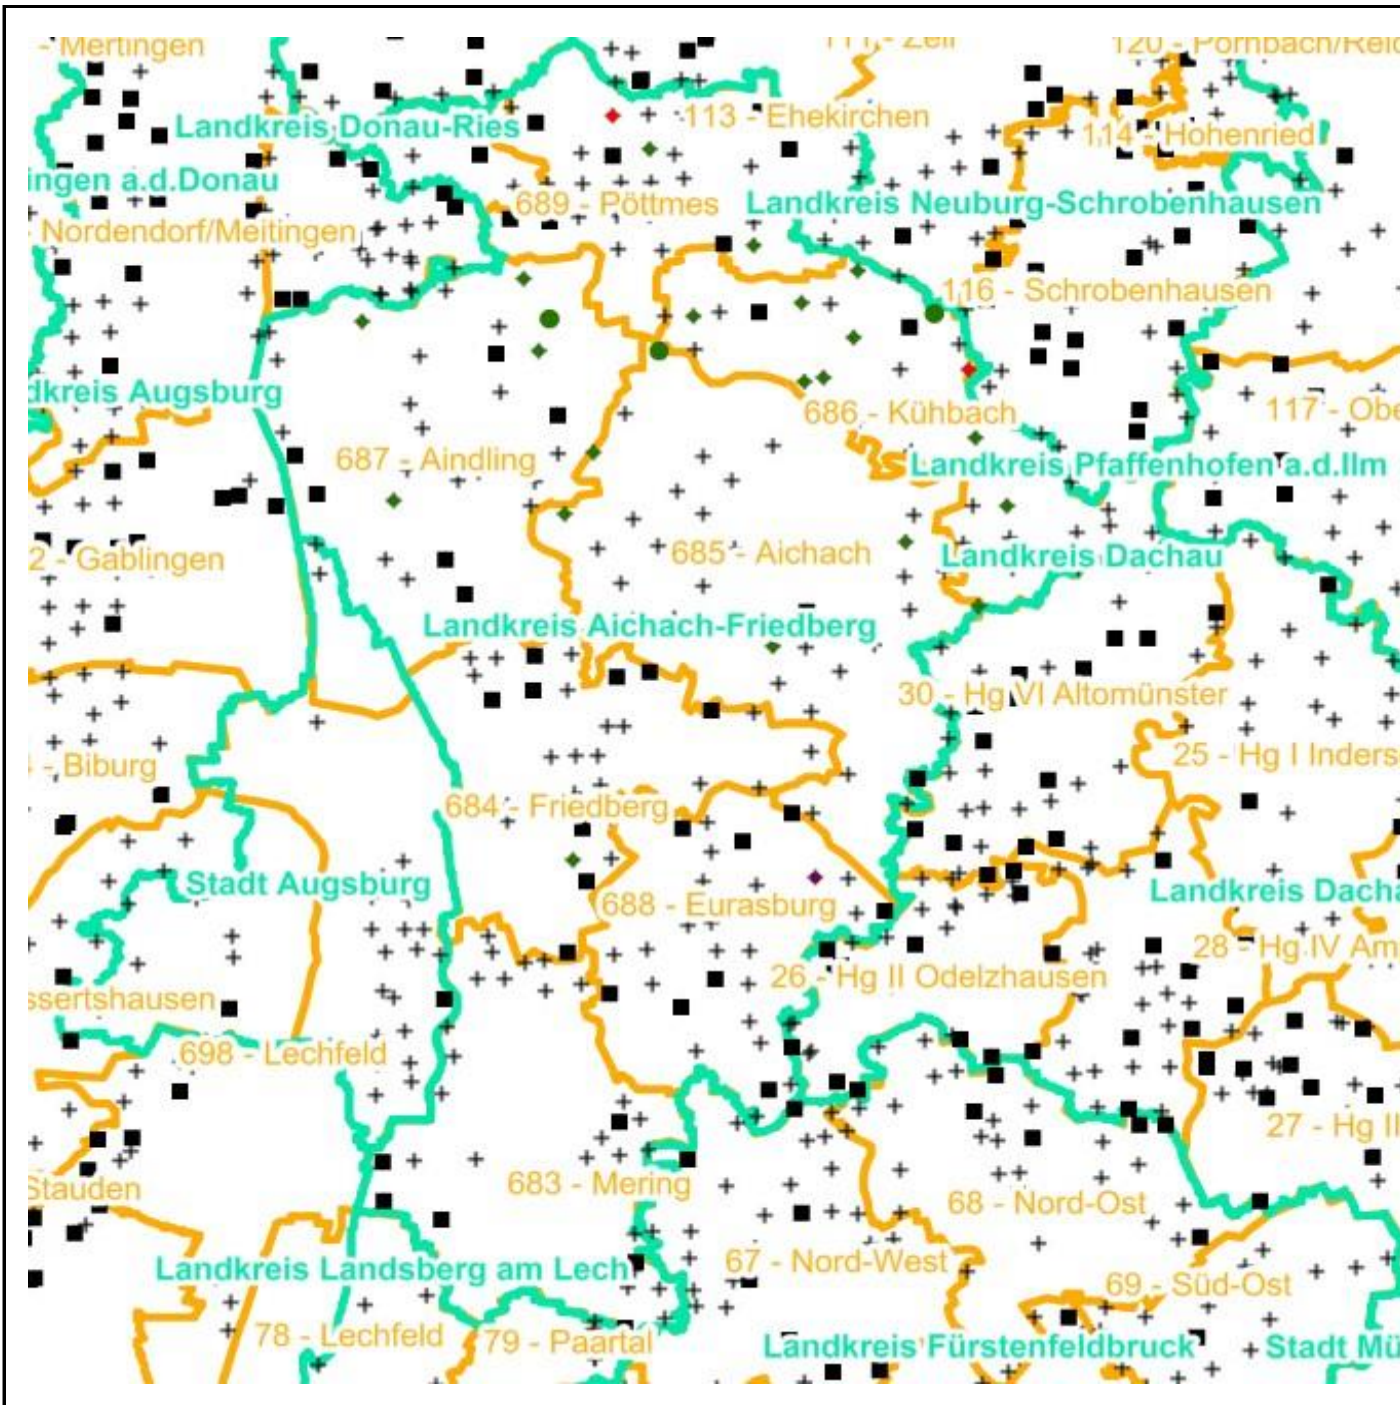 - Mertingen
111 - Zell
120 - Pörnbach/Reic
113 - Ehekirchen
Landkreis Donau-Ries
114 - Hohenried
ingen a.d.Donau
689 - Pöttmes
Landkreis Neuburg-Schrobenhausen
Nordendorf/Meitingen
116 - Schrobenhausen
dkreis Augsburg
686 - Kühbach
117 - Obe
687 - Aindling
Landkreis Pfaffenhofen a.d.Ilm
2 - Gablingen
685 - Aichach
Landkreis Dachau
Landkreis Aichach-Friedberg
30 - Hg VI Altomünster
4 - Biburg
25 - Hg I Inders
684 - Friedberg
Stadt Augsburg
688 - Eurasburg
Landkreis Dacha
28 - Hg IV Am
26 - Hg II Odelzhausen
ssertshausen
698 - Lechfeld
27 - Hg II
Stauden
683 - Mering
68 - Nord-Ost
Landkreis Landsberg am Lech
67 - Nord-West
69 - Süd-Ost
78 - Lechfeld
79 - Paartal
Landkreis Fürstenfeldbruck
Stadt Mü